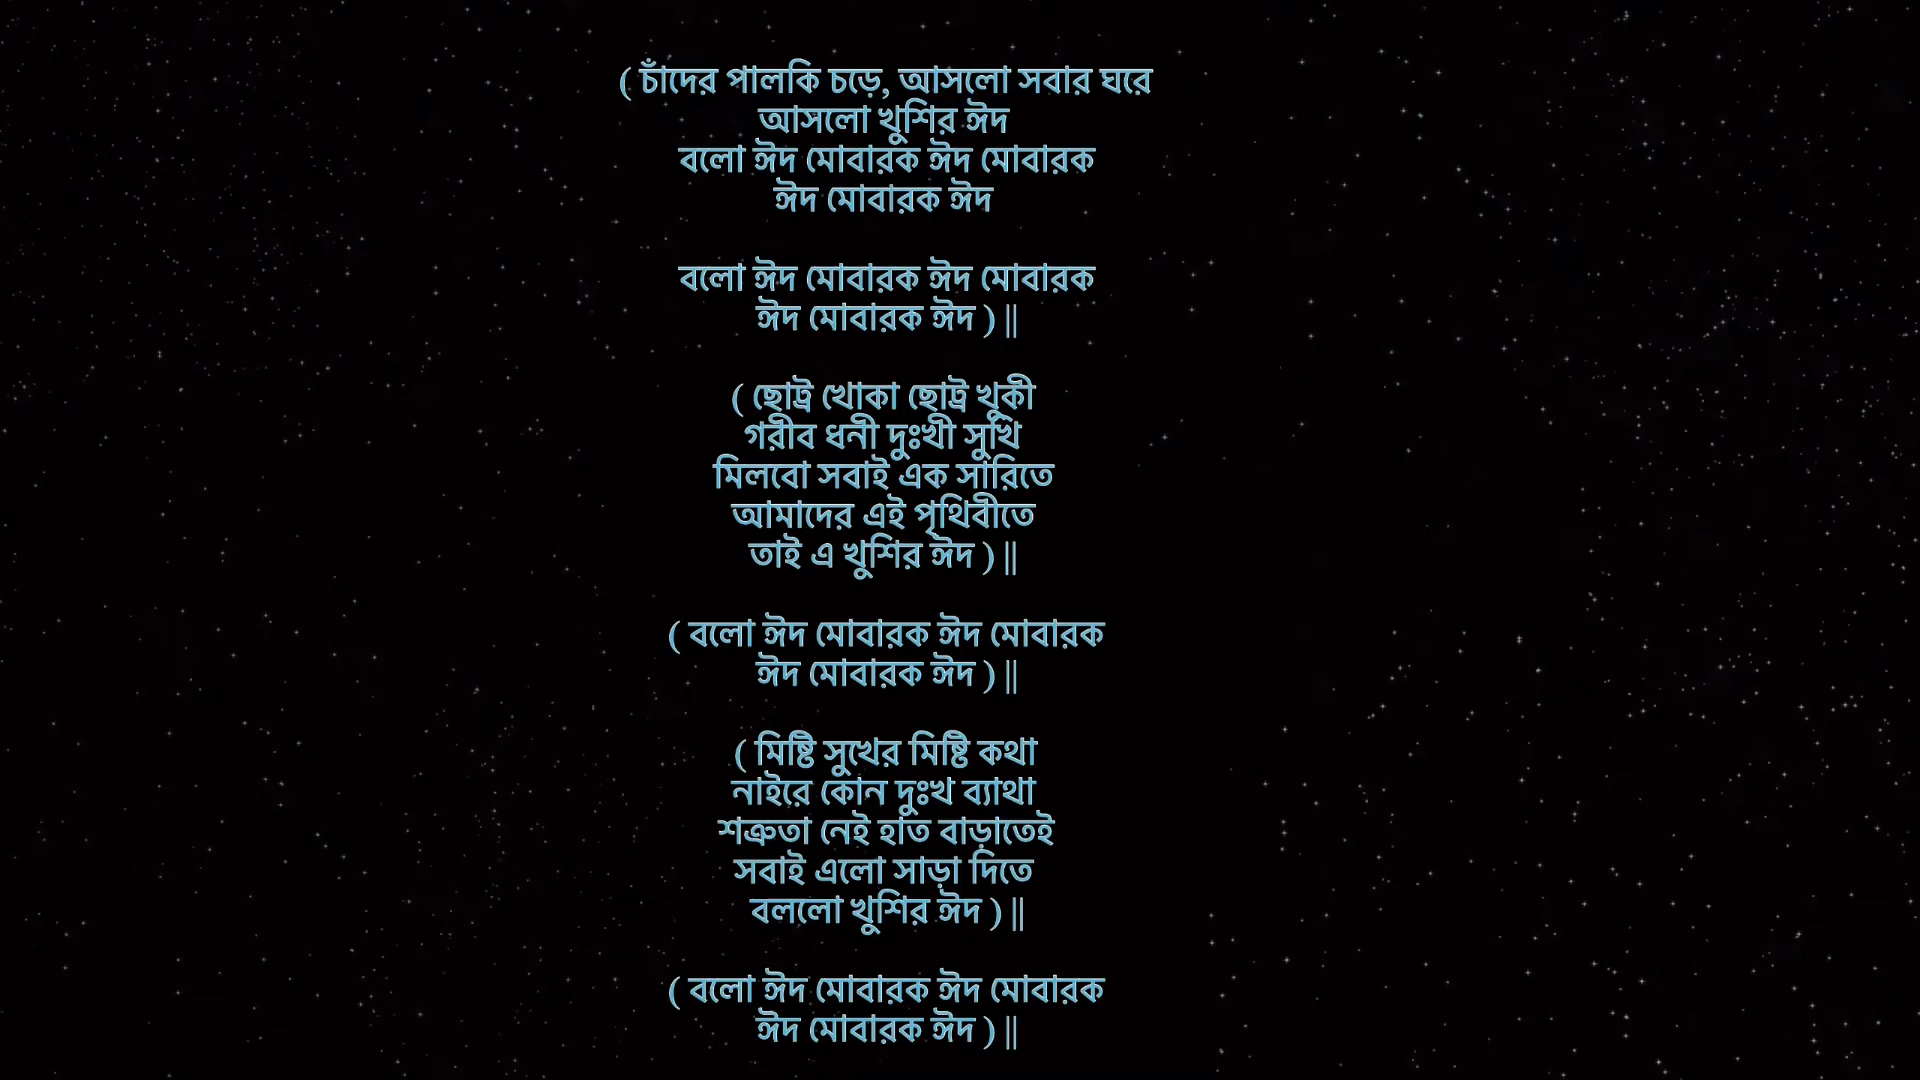 ( চাঁদের পালকি চড়ে, আসলো সবার ঘরে
আসলো খুশির ঈদ
বলো ঈদ মোবারক ঈদ মোবারক
ঈদ মোবারক ঈদ
বলো ঈদ মোবারক ঈদ মোবারক
ঈদ মোবারক ঈদ ) ||
( ছোট্র খোকা ছোট্র খুকী
গরীব ধনী দুঃখী সুখি
মিলবো সবাই এক সারিতে
আমাদের এই পৃথিবীতে
তাই এ খুশির ঈদ ) ||
( বলো ঈদ মোবারক ঈদ মোবারক
ঈদ মোবারক ঈদ ) ||
( মিষ্টি সুখের মিষ্টি কথা
নাইরে কোন দুঃখ ব্যাথা
শত্রুতা নেই হাত বাড়াতেই
সবাই এলো সাড়া দিতে
বললো খুশির ঈদ ) ||
( বলো ঈদ মোবারক ঈদ মোবারক
ঈদ মোবারক ঈদ ) ||